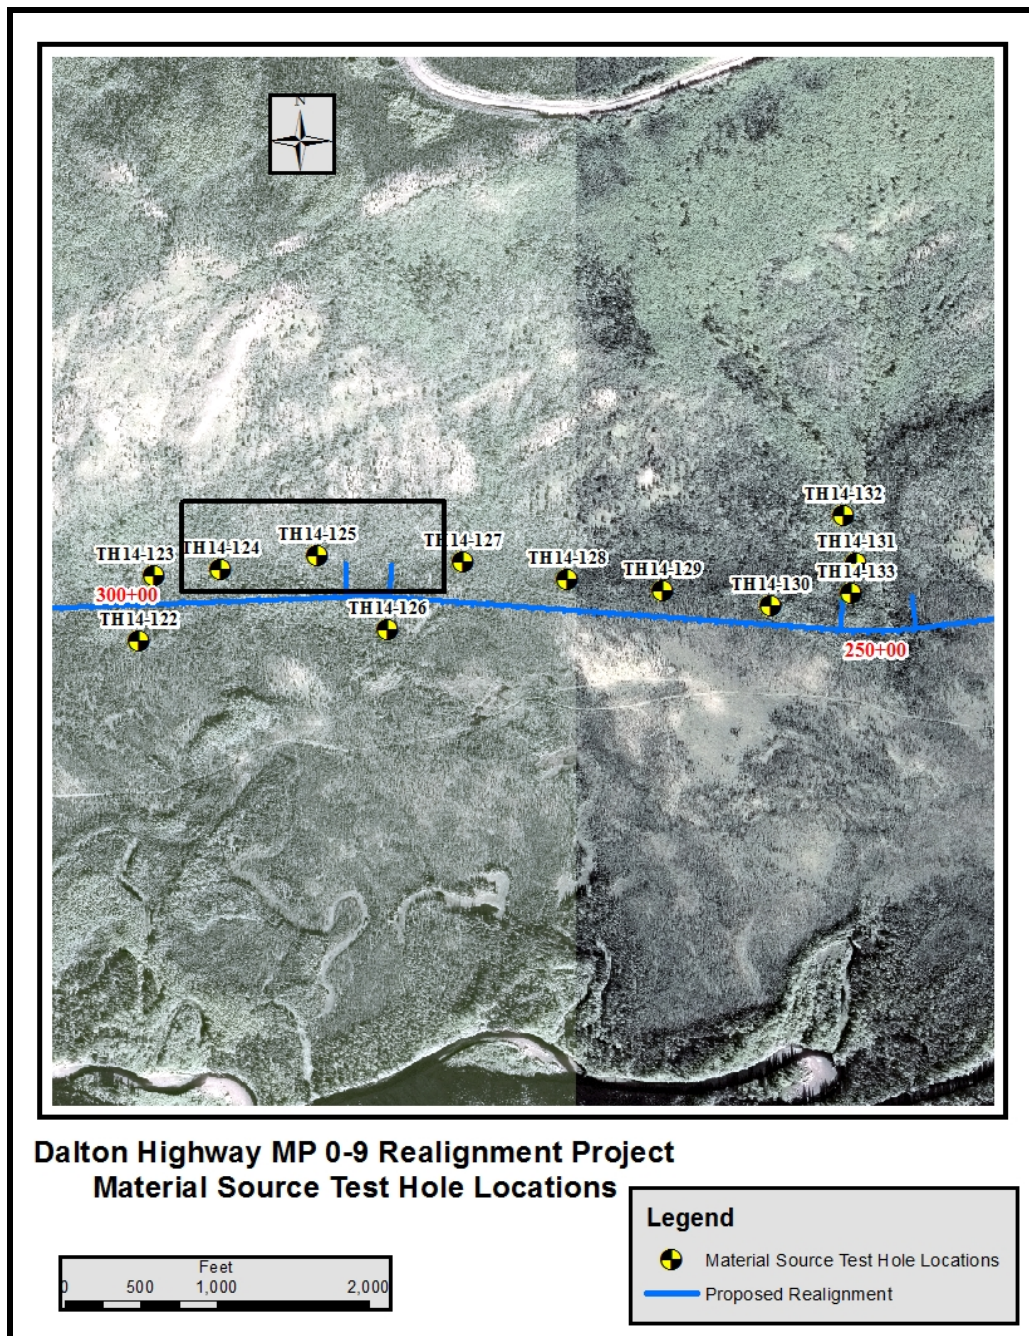 N
TH14-132
TH14-125
TH14-127
TH14-131
TH14-124
TH14-123
TH14-128
TH14-129
TH14-133
TH14-130
300+00
TH14-126
TH14-122
250+00
Dalton Highway MP 0-9 Realignment Project
Material Source Test Hole Locations
Legend
Material Source Test Hole Locations
Proposed Realignment
Feet
0 500 1,000 2,000